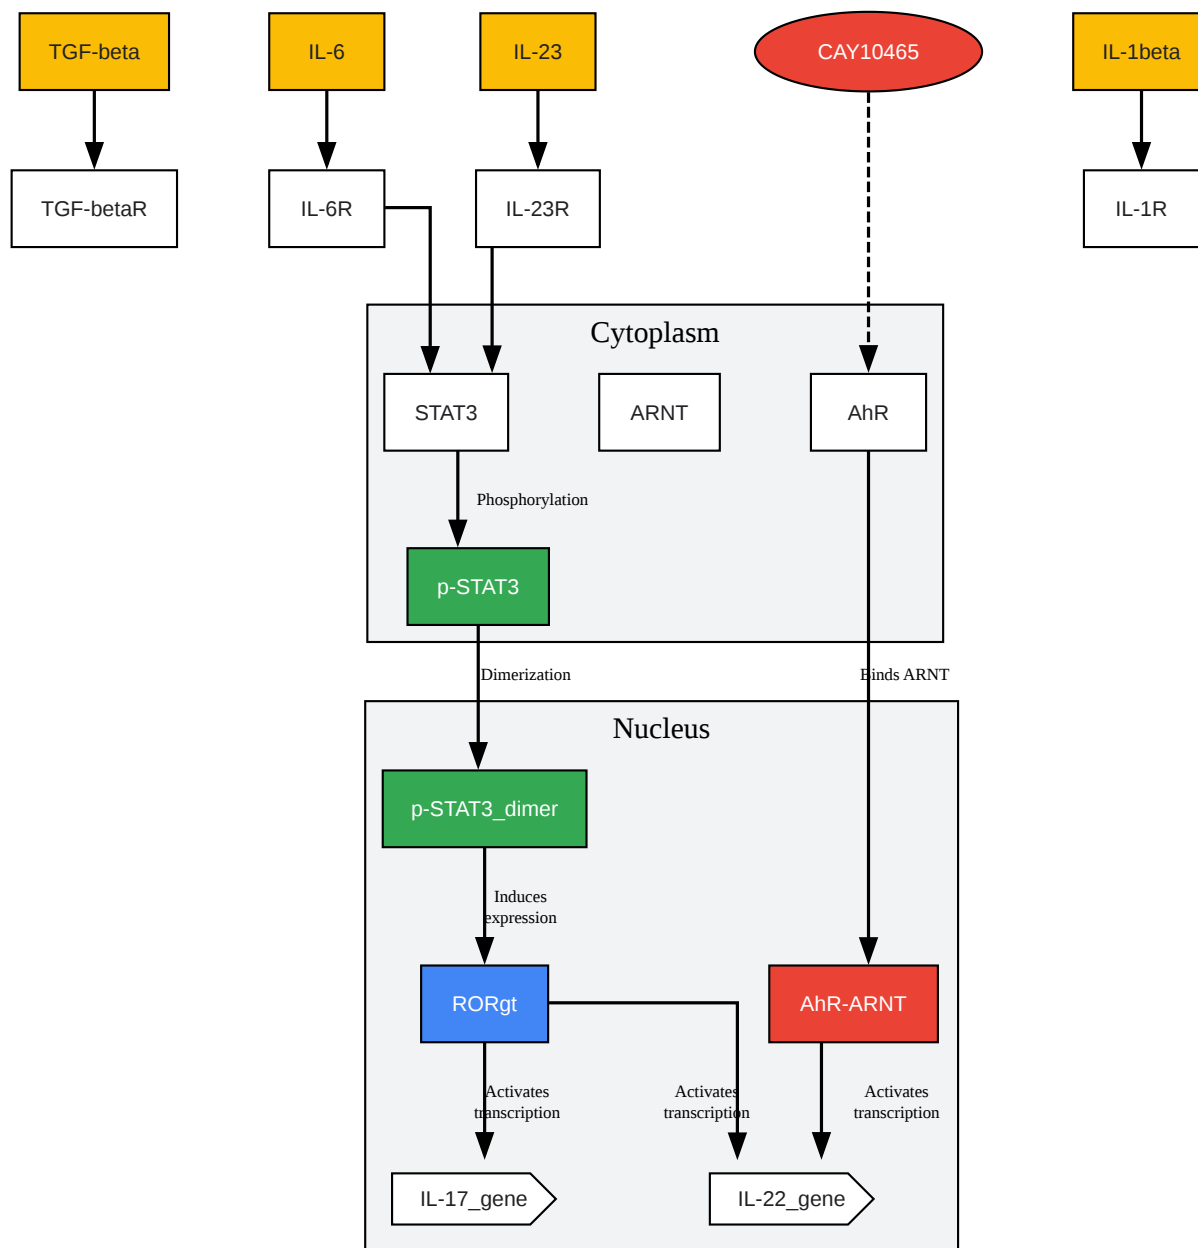 TGF-beta
IL-6
IL-23
CAY10465
IL-1beta
TGF-betaR
IL-6R
IL-23R
IL-1R
Cytoplasm
STAT3
ARNT
AhR
Phosphorylation
p-STAT3
Dimerization
Binds ARNT
Nucleus
p-STAT3_dimer
Induces
expression
RORgt
AhR-ARNT
Activates
transcription
Activates
transcription
Activates
transcription
IL-17_gene
IL-22_gene